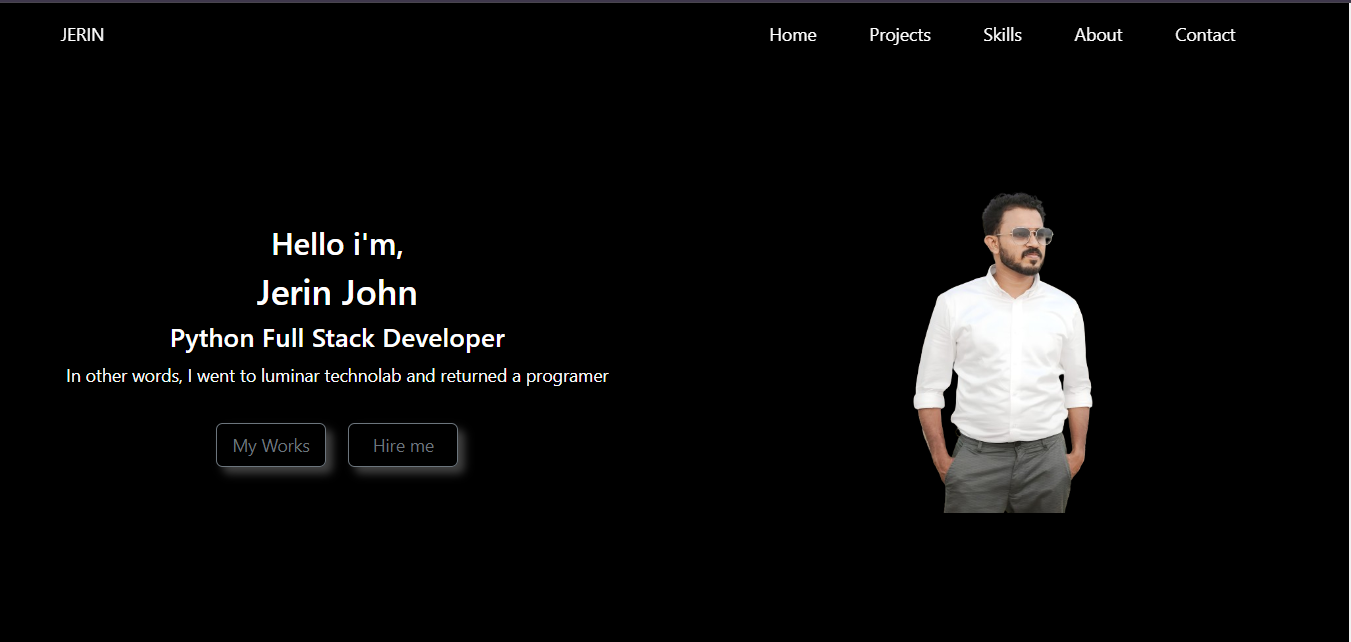 JERIN
Home Projects Skills About Contact
Hello i'm,
Jerin John
Python Full Stack Developer
In other words, I went to luminar technolab and returned a programer
My Works
Hire me